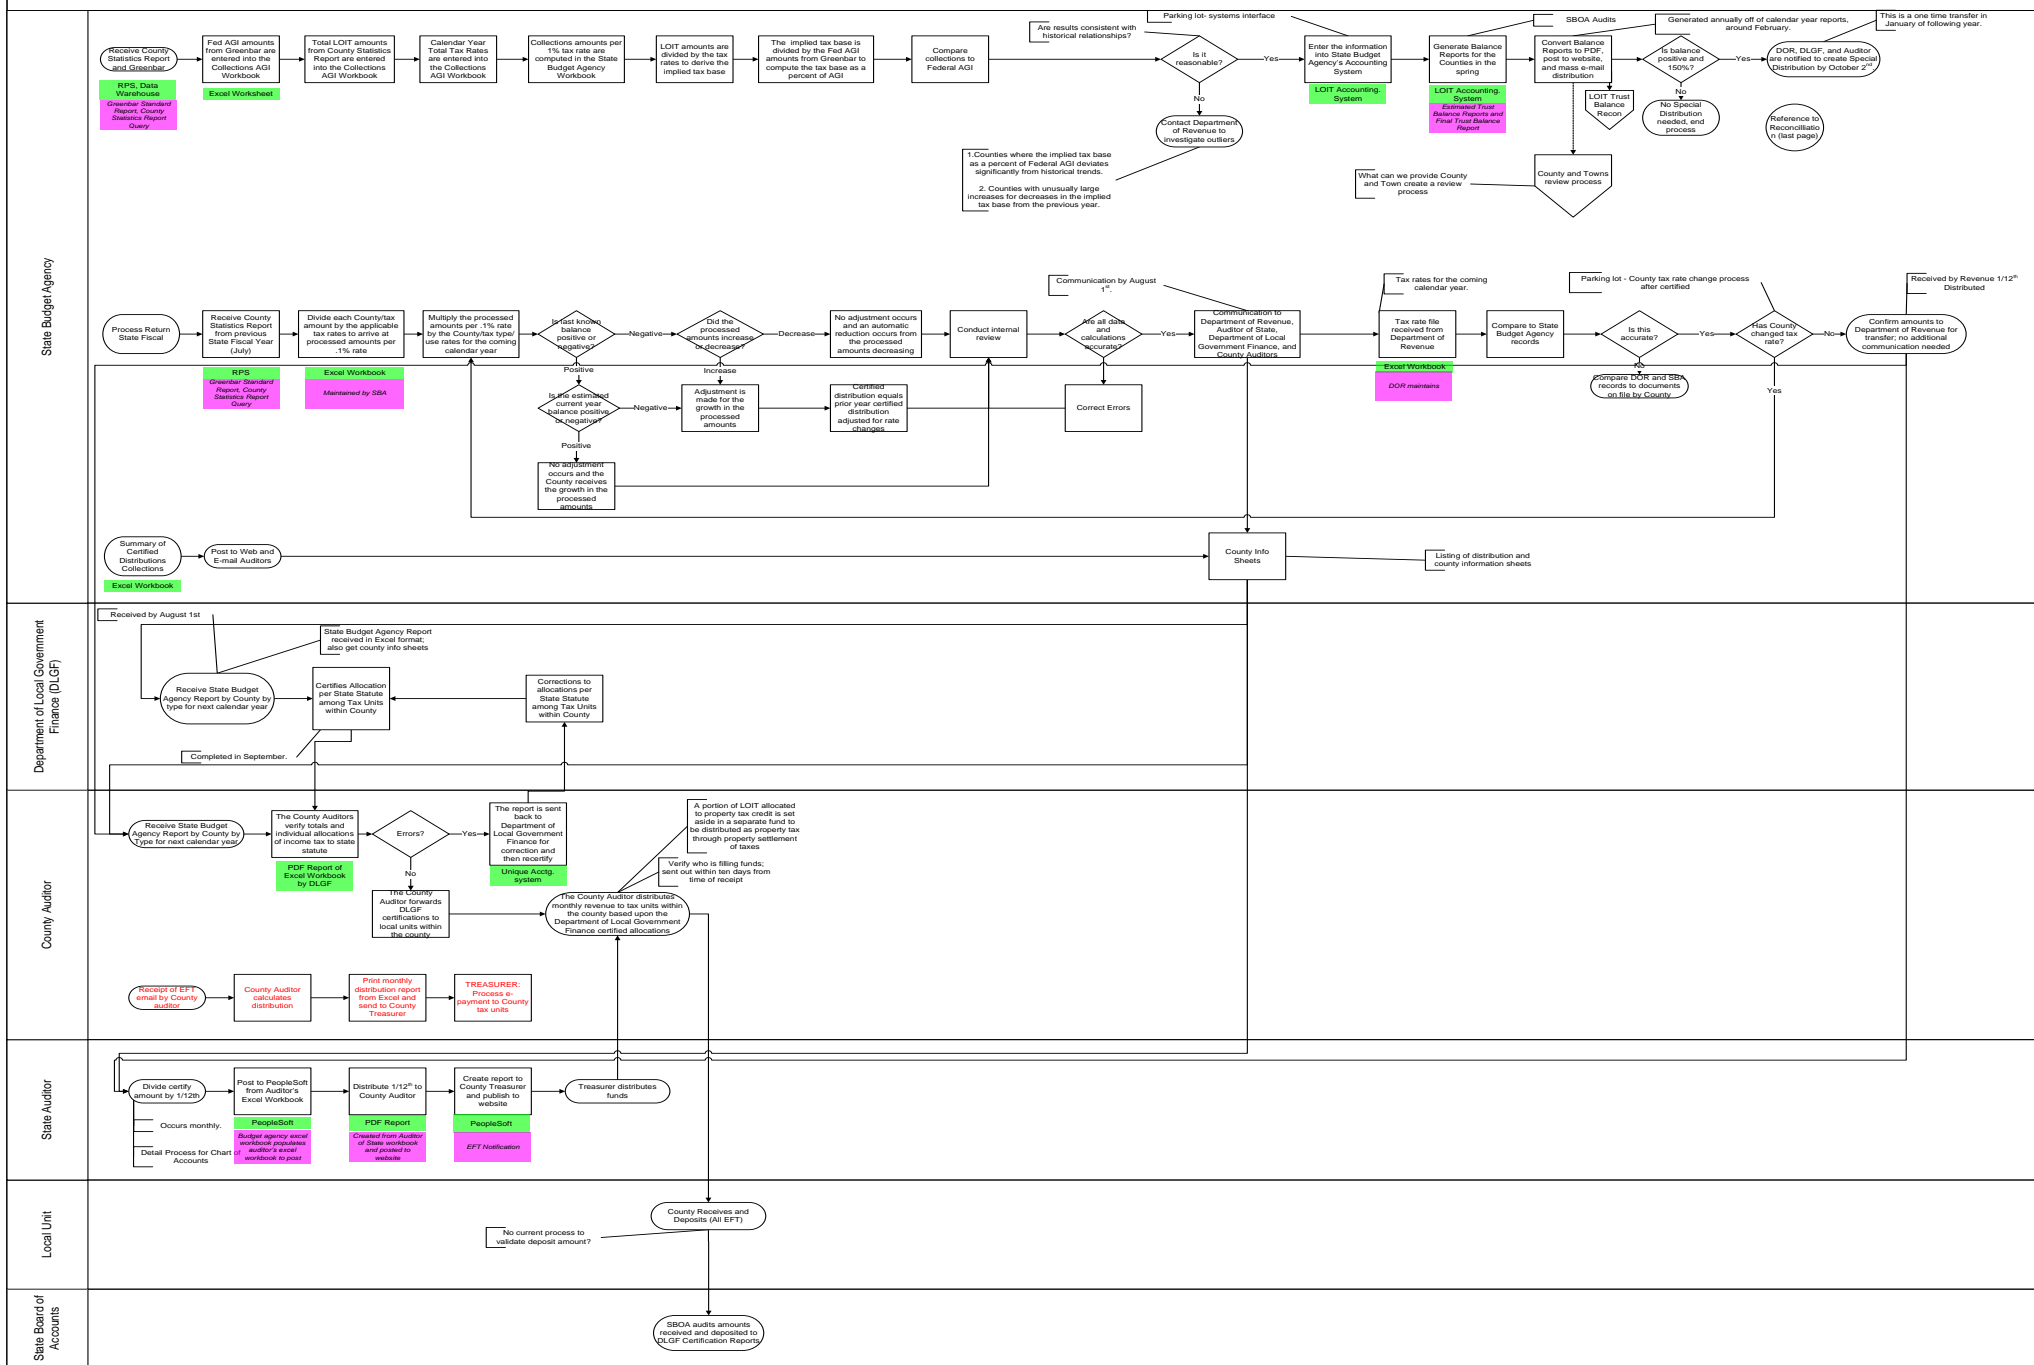 State Budget Agency
Parking lot- systems interface
SBOA Audits
Generated annually off of calendar year reports,
around February.
This is a one time transfer in
January of following year.
Are results consistent with
historical relationships?
Receive County
Statistics Report
and Greenbar
Fed AGI amounts
from Greenbar are
entered into the
Collections AGI
Workbook
Total LOIT amounts
from County Statistics
Report are entered
into the Collections
AGI Workbook
Calendar Year
Total Tax Rates
are entered into
the Collections
AGI Workbook
Collections amounts per
1% tax rate are
computed in the State
Budget Agency
Workbook
LOIT amounts are
divided by the tax
rates to derive the
implied tax base
The implied tax base is
divided by the Fed AGI
amounts from Greenbar to
compute the tax base as a
percent of AGI
Compare
collections to
Federal AGI
Is it
reasonable?
Yes
Enter the information
into State Budget
Agency's Accounting
System
Generate Balance
Reports for the
Counties in the
spring
Convert Balance
Reports to PDF,
post to website,
and mass e-mail
distribution
Is balance
positive and
150%?
Yes
DOR, DLGF, and Auditor
are notified to create Special
Distribution by October 2nd
RPS, Data
Warehouse
Greenbar Standard
Report, County
Statistics Report
Query
Excel Worksheet
No
LOIT Accounting.
System
LOIT Accounting.
System
Estimated Trust
Balance Reports and
Final Trust Balance
Report
LOIT Trust
Balance
Recon
No
No Special
Distribution
needed, end
process
Reference to
Reconcilliatio
n (last page)
Contact Department
of Revenue to
investigate outliers
1.Counties where the implied tax base
as a percent of Federal AGI deviates
significantly from historical trends.
2. Counties with unusually large
increases for decreases in the implied
tax base from the previous year.
What can we provide County
and Town create a review
process
County and Towns
review process
Communication by August
1st.
Tax rates for the coming
calendar year.
Parking lot - County tax rate change process
after certified
Received by Revenue 1/12th
Distributed
Process Return
State Fiscal
Receive County
Statistics Report
from previous
State Fiscal Year
(July)
Divide each County/tax
amount by the applicable
tax rates to arrive at
processed amounts per
.1% rate
Multiply the processed
amounts per .1% rate
by the County/tax type/
use rates for the coming
calendar year
Is last known
balance
positive or
negative?
Negative
Did the
processed
amounts increase
or decrease?
Decrease
No adjustment occurs
and an automatic
reduction occurs from
the processed
amounts decreasing
Conduct internal
review
Are all data
and
calculations
accurate?
Yes
Communication to
Department of Revenue,
Auditor of State,
Department of Local
Government Finance, and
County Auditors
Tax rate file
received from
Department of
Revenue
Compare to State
Budget Agency
records
Is this
accurate?
Yes
Has County
changed tax
rate?
No
Confirm amounts to
Department of Revenue for
transfer; no additional
communication needed
RPS
Greenbar Standard
Report, County
Statistics Report
Query
Excel Workbook
Maintained by SBA
Positive
Increase
Excel Workbook
DOR maintains
No
Compare DOR and SBA
records to documents
on file by County
Yes
Is the estimated
current year
balance positive
or negative?
Negative
Adjustment is
made for the
growth in the
processed
amounts
Certified
distribution equals
prior year certified
distribution
adjusted for rate
changes
Correct Errors
Positive
No adjustment
occurs and the
County receives
the growth in the
processed
amounts
Summary of
Certified
Distributions
Collections
Excel Workbook
Post to Web and
E-mail Auditors
County Info
Sheets
Listing of distribution and
county information sheets
Department of Local Government
Finance (DLGF)
Received by August 1st
State Budget Agency Report
received in Excel format;
also get county info sheets
Receive State Budget
Agency Report by County by
type for next calendar year
Certifies Allocation
per State Statute
among Tax Units
within County
Corrections to
allocations per
State Statute
among Tax Units
within County
Completed in September.
County Auditor
Receive State Budget
Agency Report by County by
Type for next calendar year
The County Auditors
verify totals and
individual allocations
of income tax to state
statute
PDF Report of
Excel Workbook
by DLGF
Errors?
Yes
The report is sent
back to
Department of
Local Government
Finance for
correction and
then recertify
Unique Acctg.
system
A portion of LOIT allocated
to property tax credit is set
aside in a separate fund to
be distributed as property tax
through property settlement
of taxes
Verify who is filling funds;
sent out within ten days from
time of receipt
No
The County
Auditor forwards
DLGF
certifications to
local units within
the county
The County Auditor distributes
monthly revenue to tax units within
the county based upon the
Department of Local Government
Finance certified allocations
Receipt of EFT
email by County
auditor
County Auditor
calculates
distribution
Print monthly
distribution report
from Excel and
send to County
Treasurer
TREASURER:
Process e-
payment to County
tax units
State Auditor
Divide certify
amount by 1/12th
Post to PeopleSoft
from Auditor's
Excel Workbook
Distribute 1/12th to
County Auditor
Create report to
County Treasurer
and publish to
website
Treasurer distributes
funds
Occurs monthly.
Detail Process for Chart of
Accounts
PeopleSoft
Budget agency excel
workbook populates
auditor's excel
workbook to post
PDF Report
Created from Auditor
of State workbook
and posted to
website
PeopleSoft
EFT Notification
Local Unit
County Receives and
Deposits (All EFT)
No current process to
validate deposit amount?
State Board of
Accounts
SBOA audits amounts
received and deposited to
DLGF Certification Reports